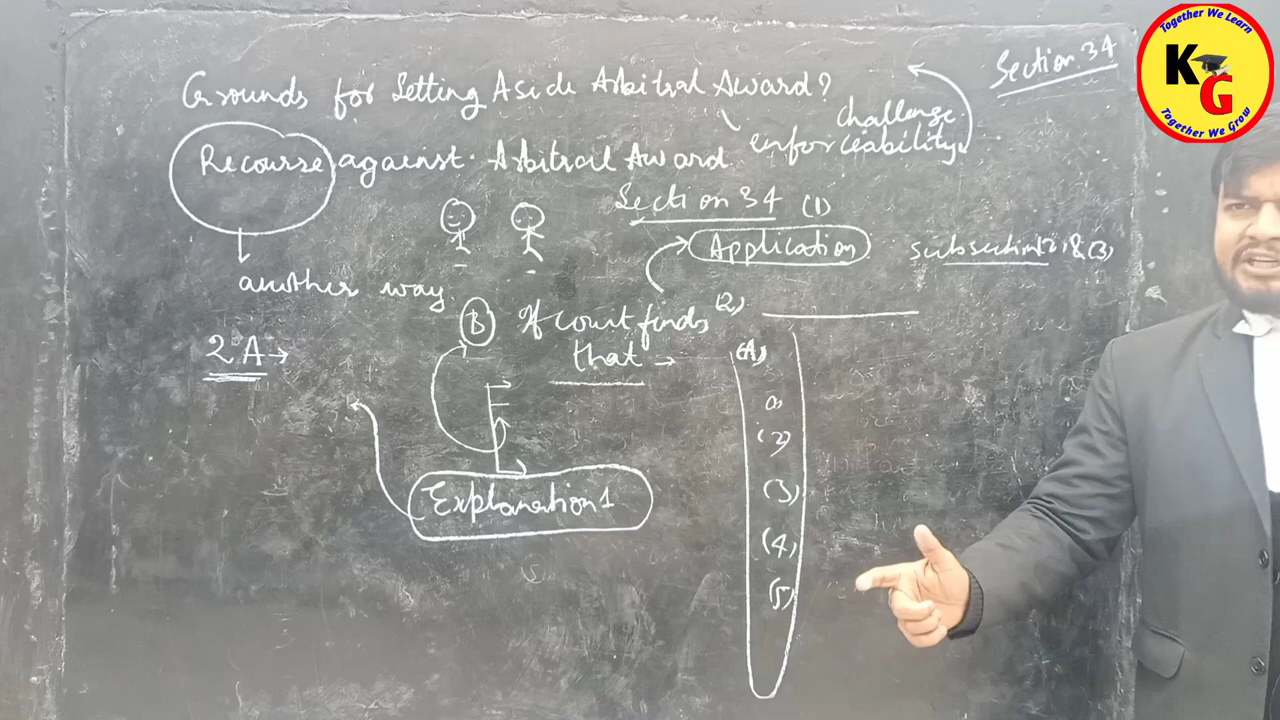 Section 34
Together We Learn
KG
Together We Grow
Grounds for Setting Aside Arbitral Award?
challenge
enforceability
Recourse against Arbitral Award
Section 34 (1)
Application
subsection (2) & (3)
another way
(2)
B If court finds
that →
2A→
(A)
(2)
(3)
(4)
(5)
Explanation 1